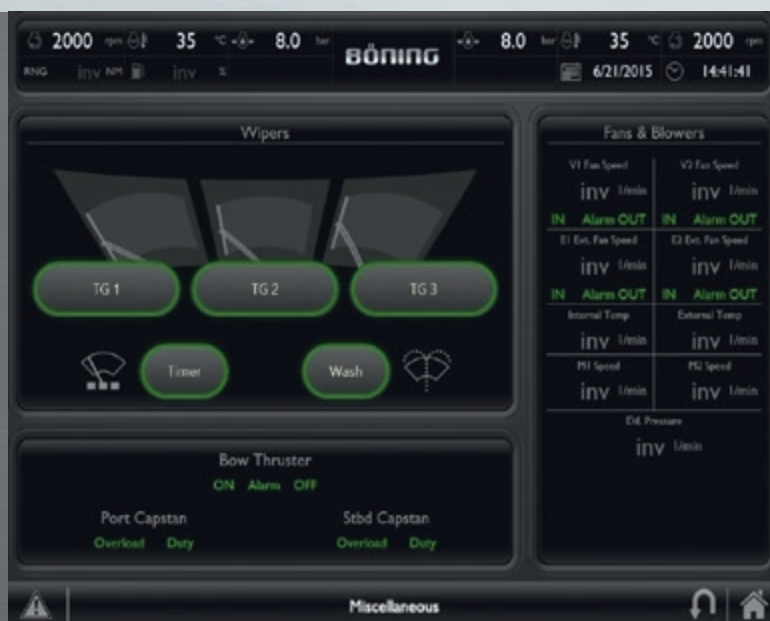 2000 rpm 35 °C 8.0 bar BÖNING 8.0 bar 35 °C 2000 rpm
RNG inv NM inv % 6/21/2015 14:41:41
Wipers
TG 1 TG 2 TG 3
Timer Wash
Bow Thruster
ON Alarm OFF
Port Capstan Stbd Capstan
Overload Duty Overload Duty
Fans & Blowers
V1 Fan Speed V2 Fan Speed
inv 1/min inv 1/min
IN Alarm OUT IN Alarm OUT
E1 Ext. Fan Speed E2 Ext. Fan Speed
inv 1/min inv 1/min
IN Alarm OUT IN Alarm OUT
Internal Temp External Temp
inv 1/min inv 1/min
M1 Speed M2 Speed
inv 1/min inv 1/min
Pressure
inv 1/min
Miscellaneous